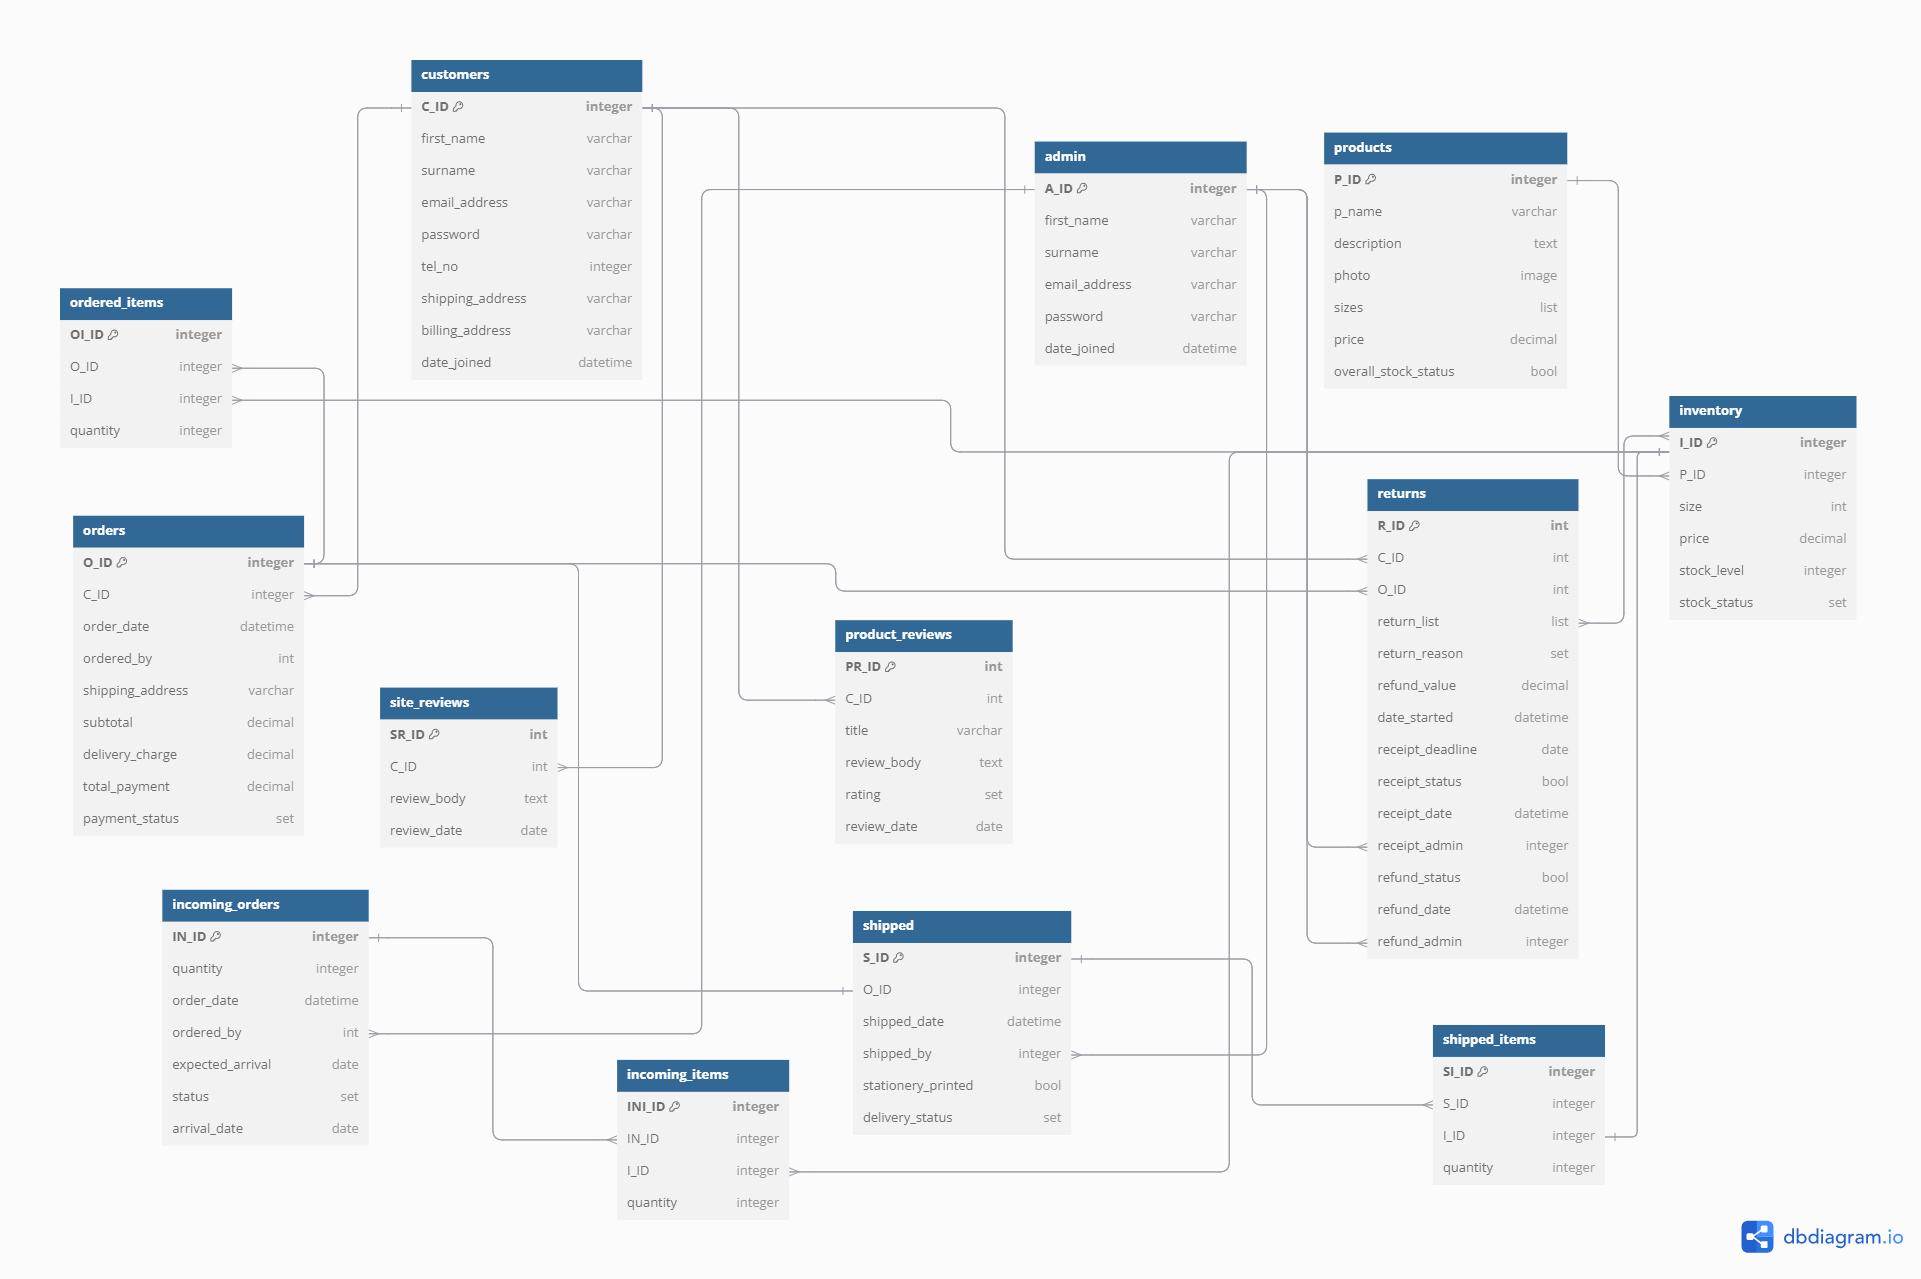 customers
C_ID integer
first_name varchar
surname varchar
email_address varchar
password varchar
tel_no integer
shipping_address varchar
billing_address varchar
date_joined datetime
admin
A_ID integer
first_name varchar
surname varchar
email_address varchar
password varchar
date_joined datetime
products
P_ID integer
p_name varchar
description text
photo image
sizes list
price decimal
overall_stock_status bool
ordered_items
OI_ID integer
O_ID integer
I_ID integer
quantity integer
inventory
I_ID integer
P_ID integer
size int
price decimal
stock_level integer
stock_status set
orders
O_ID integer
C_ID integer
order_date datetime
ordered_by int
shipping_address varchar
subtotal decimal
delivery_charge decimal
total_payment decimal
payment_status set
returns
R_ID int
C_ID int
O_ID int
return_list list
return_reason set
refund_value decimal
date_started datetime
receipt_deadline date
receipt_status bool
receipt_date datetime
receipt_admin integer
refund_status bool
refund_date datetime
refund_admin integer
product_reviews
PR_ID int
C_ID int
title varchar
review_body text
rating set
review_date date
site_reviews
SR_ID int
C_ID int
review_body text
review_date date
incoming_orders
IN_ID integer
quantity integer
order_date datetime
ordered_by int
expected_arrival date
status set
arrival_date date
shipped
S_ID integer
O_ID integer
shipped_date datetime
shipped_by integer
stationery_printed bool
delivery_status set
incoming_items
INI_ID integer
IN_ID integer
I_ID integer
quantity integer
shipped_items
SI_ID integer
S_ID integer
I_ID integer
quantity integer
dbdiagram.io